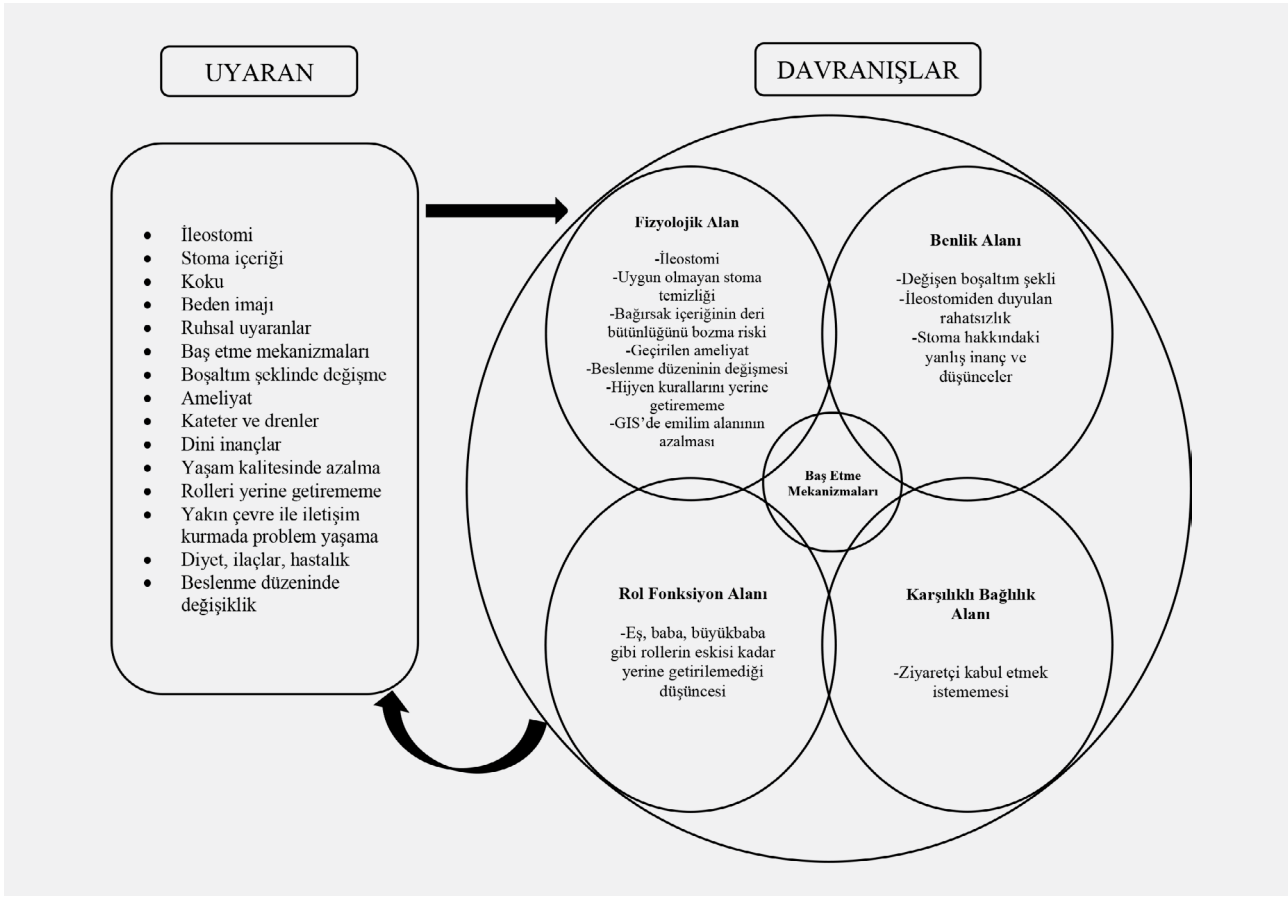 UYARAN
• İleostomi
• Stoma içeriği
• Koku
• Beden imajı
• Ruhsal uyaranlar
• Baş etme mekanizmaları
• Boşaltım şeklinde değişme
• Ameliyat
• Kateter ve drenler
• Dini inançlar
• Yaşam kalitesinde azalma
• Rolleri yerine getirememe
• Yakın çevre ile iletişim
kurmada problem yaşama
• Diyet, ilaçlar, hastalık
• Beslenme düzeninde
değişiklik
DAVRANIŞLAR
Fizyolojik Alan
-İleostomi
-Uygun olmayan stoma
temizliği
-Bağırsak içeriğinin deri
bütünlüğünü bozma riski
-Geçirilen ameliyat
-Beslenme düzeninin değişmesi
-Hijyen kurallarını yerine
getirememe
-GIS’de emilim alanının
azalması
Benlik Alanı
-Değişen boşaltım şekli
-İleostomiden duyulan
rahatsızlık
-Stoma hakkındaki
yanlış inanç ve
düşünceler
Baş Etme
Mekanizmaları
Rol Fonksiyon Alanı
-Eş, baba, büyükbaba
gibi rollerin eskisi kadar
yerine getirilemediği
düşüncesi
Karşılıklı Bağlılık
Alanı
-Ziyaretçi kabul etmek
istememesi